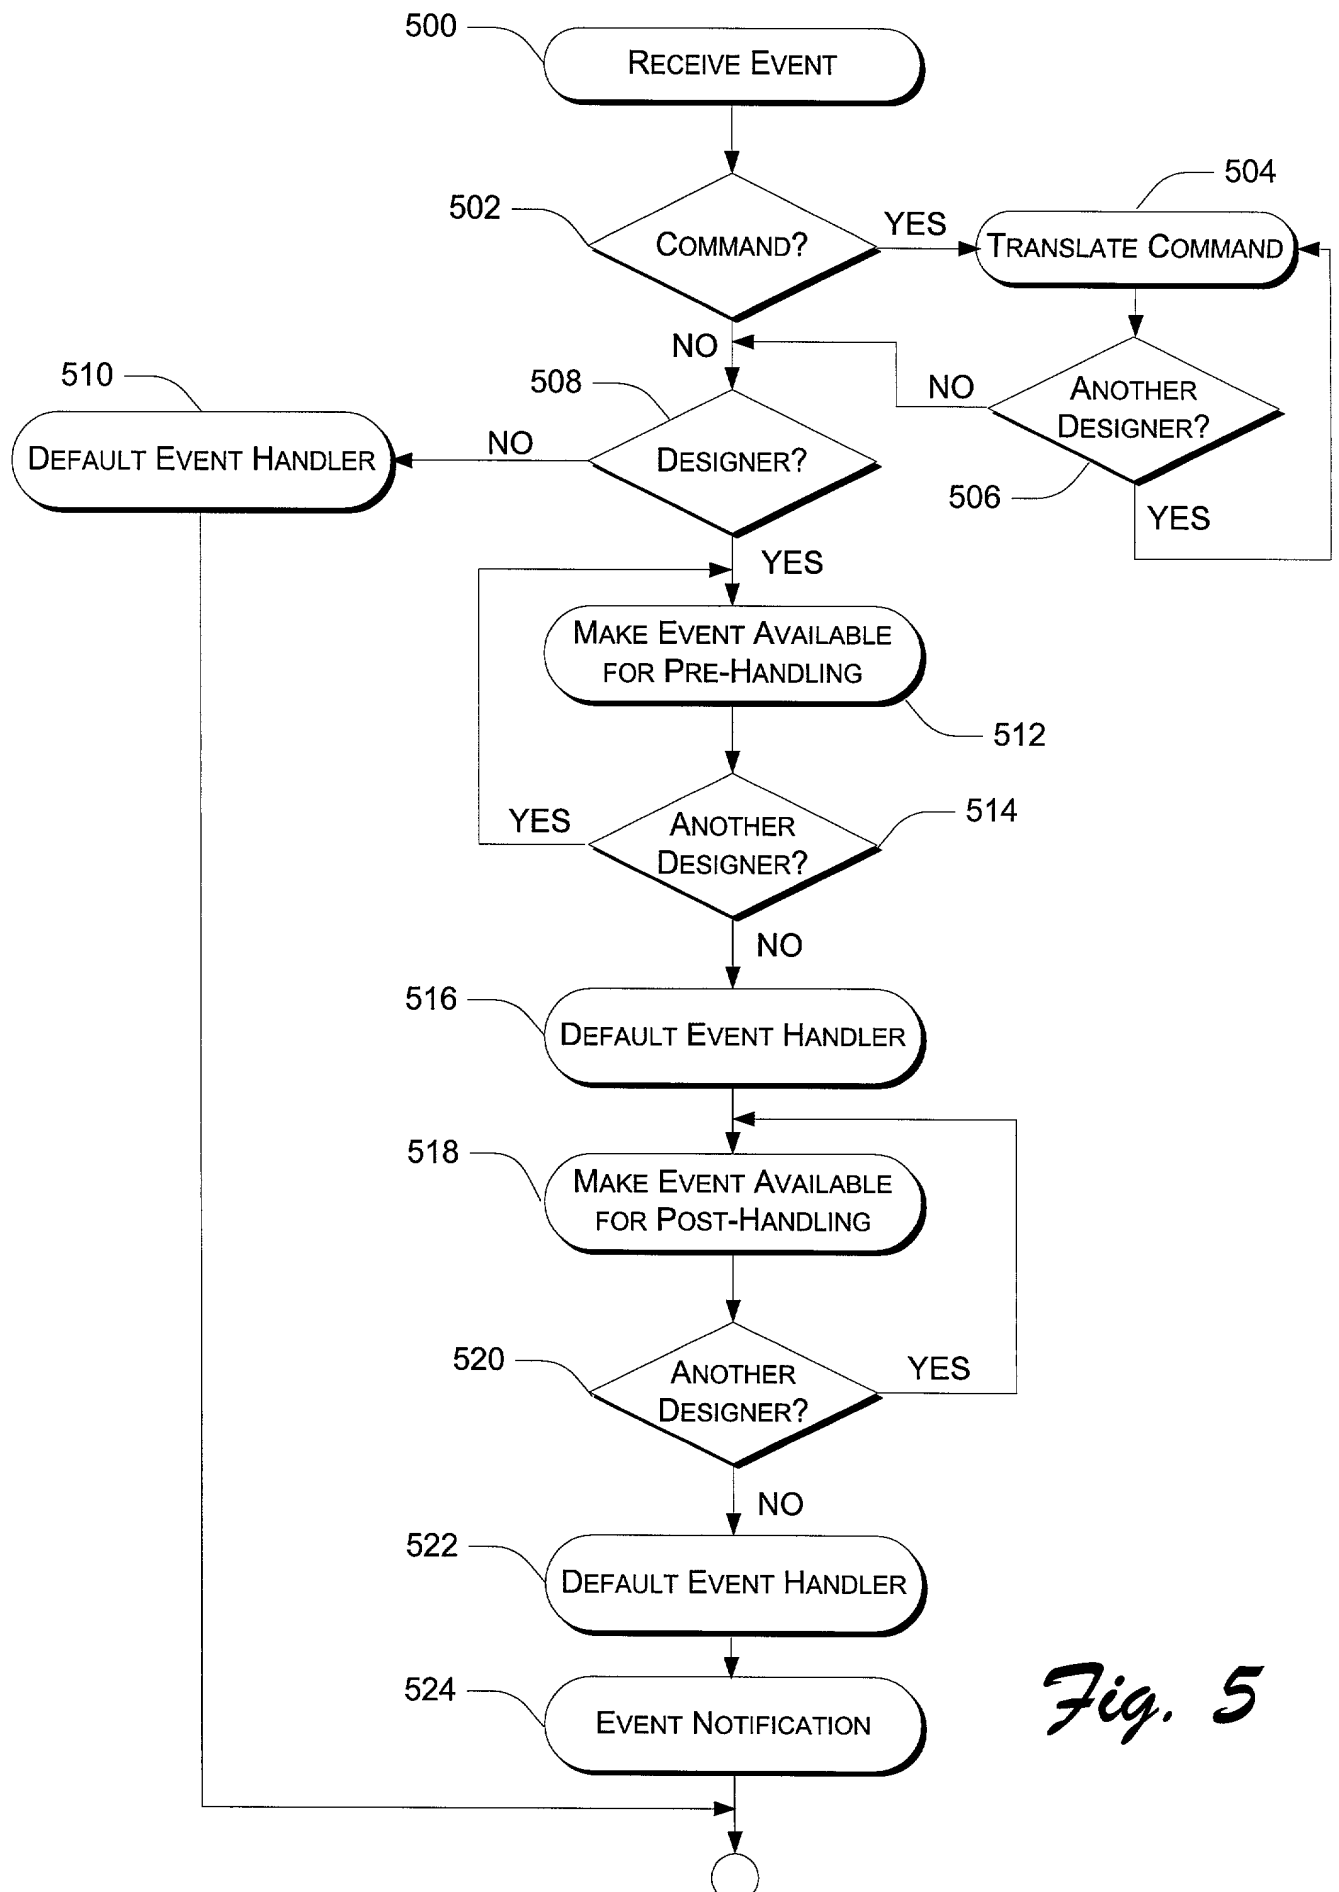 500
RECEIVE EVENT
504
502
COMMAND?
YES
TRANSLATE COMMAND
NO
510
508
NO
ANOTHER
DESIGNER?
DEFAULT EVENT HANDLER
NO
DESIGNER?
506
YES
YES
MAKE EVENT AVAILABLE
FOR PRE-HANDLING
512
514
YES
ANOTHER
DESIGNER?
NO
516
DEFAULT EVENT HANDLER
518
MAKE EVENT AVAILABLE
FOR POST-HANDLING
520
ANOTHER
DESIGNER?
YES
NO
522
DEFAULT EVENT HANDLER
524
EVENT NOTIFICATION
Fig. 5